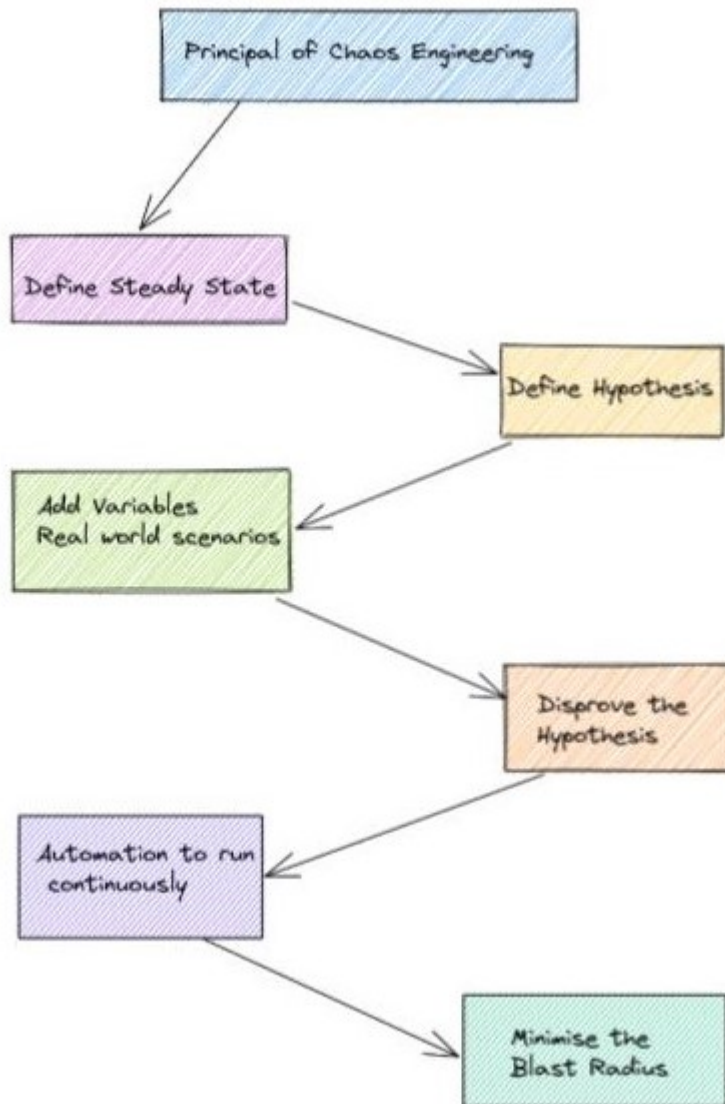 Principal of Chaos Engineering
Define Steady State
Define Hypothesis
Add Variables
Real world scenarios
Disprove the
Hypothesis
Automation to run
continuously
Minimise the
Blast Radius